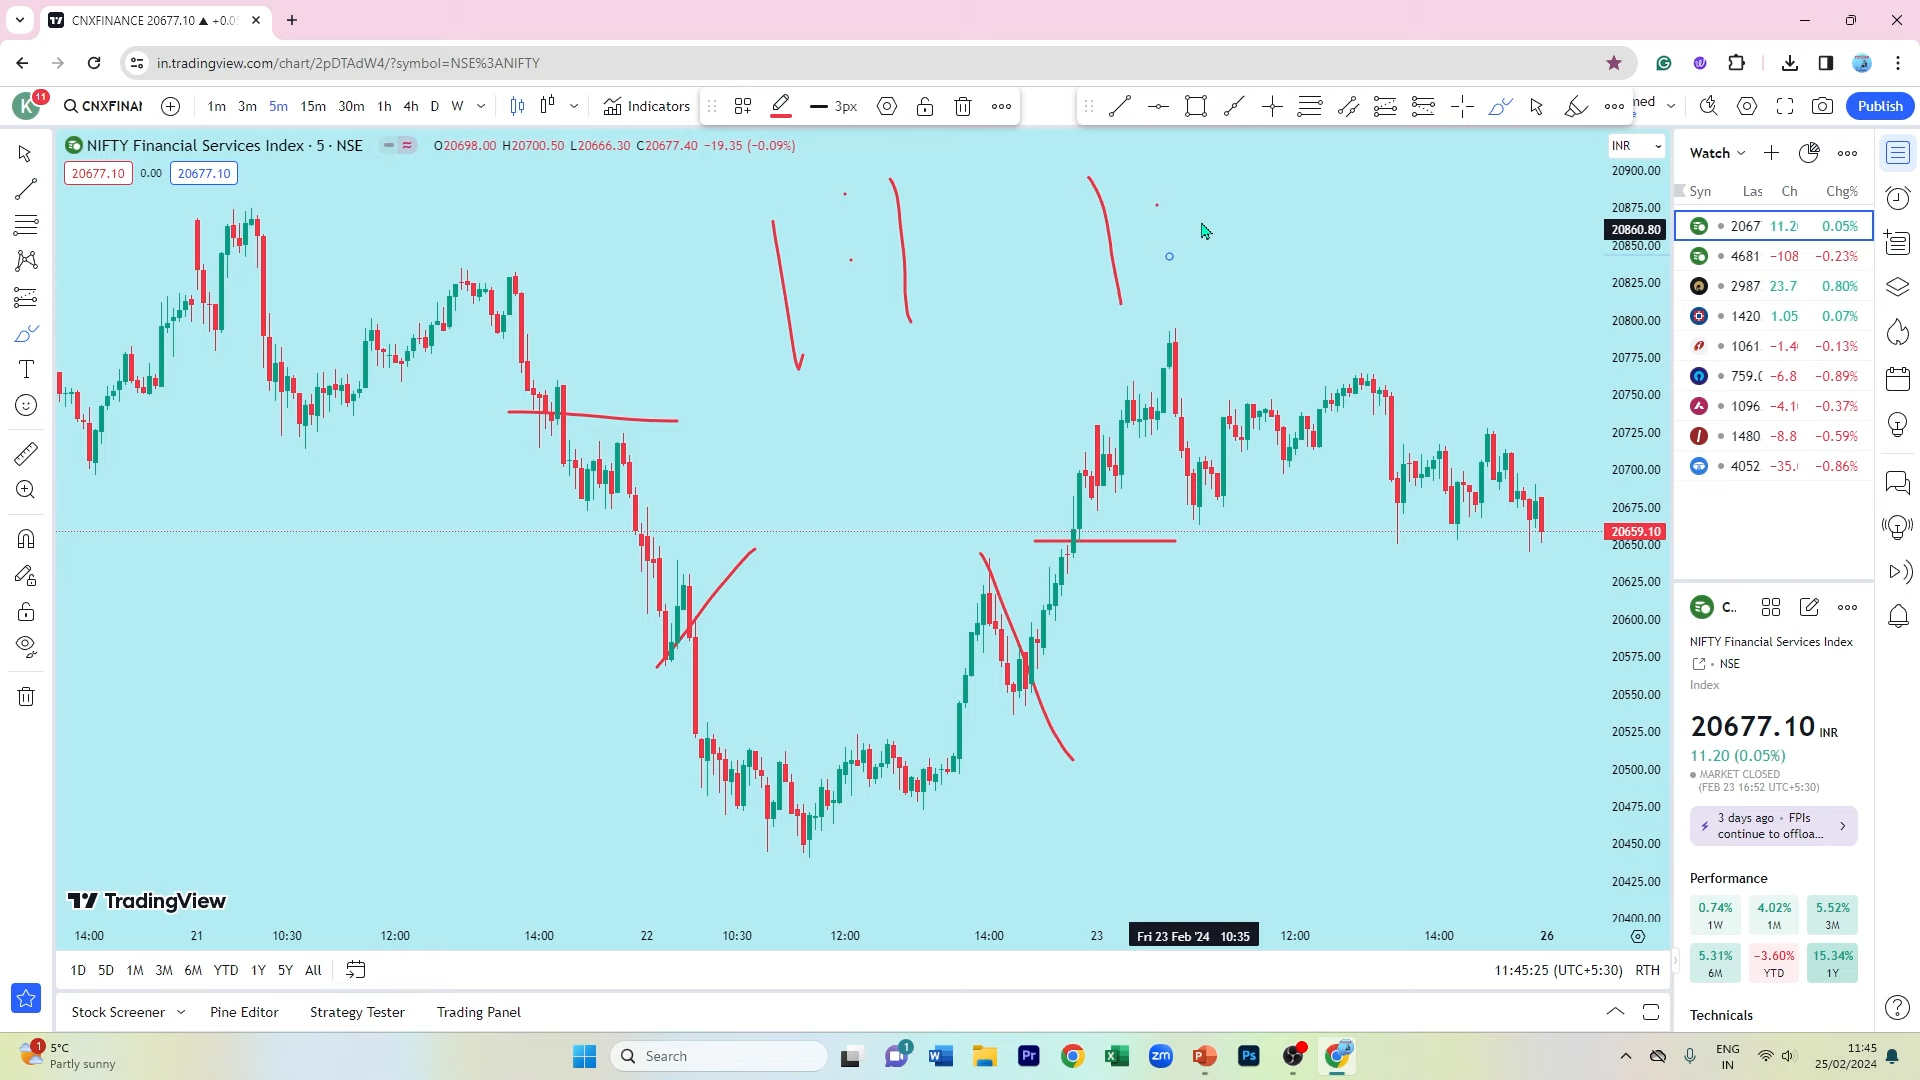 CNXFINANCE 20677.10 ▲ +0.0
in.tradingview.com/chart/2pDTAdW4/?symbol=NSE%3ANIFTY
K 11 CNXFINAN 1m 3m 5m 15m 30m 1h 4h D W Indicators 3px med Publish
NIFTY Financial Services Index · 5 · NSE O20698.00 H20700.50 L20666.30 C20677.40 −19.35 (−0.09%)
20677.10 0.00 20677.10
INR
20900.00
20875.00
20860.80
20850.00
20825.00
20800.00
20775.00
20750.00
20725.00
20700.00
20675.00
20659.10
20650.00
20625.00
20600.00
20575.00
20550.00
20525.00
20500.00
20475.00
20450.00
20425.00
20400.00
TradingView
14:00 21 10:30 12:00 14:00 22 10:30 12:00 14:00 23 Fri 23 Feb '24 10:35 12:00 14:00 26
1D 5D 1M 3M 6M YTD 1Y 5Y All 11:45:25 (UTC+5:30) RTH
Stock Screener Pine Editor Strategy Tester Trading Panel
Watch
Syn Las Ch Chg%
2067 11.2 0.05%
4681 −108 −0.23%
2987 23.7 0.80%
1420 1.05 0.07%
1061 −1.4 −0.13%
759.0 −6.8 −0.89%
1096 −4.1 −0.37%
1480 −8.8 −0.59%
4052 −35. −0.86%
C..
NIFTY Financial Services Index
• NSE
Index
20677.10 INR
11.20 (0.05%)
MARKET CLOSED
(FEB 23 16:52 UTC+5:30)
3 days ago • FPIs
continue to offloa...
Performance
0.74% 4.02% 5.52%
1W 1M 3M
5.31% −3.60% 15.34%
6M YTD 1Y
Technicals
1 5°C
Partly sunny
Search
1
W
Pr
zm
Ps
ENG
IN
11:45
25/02/2024